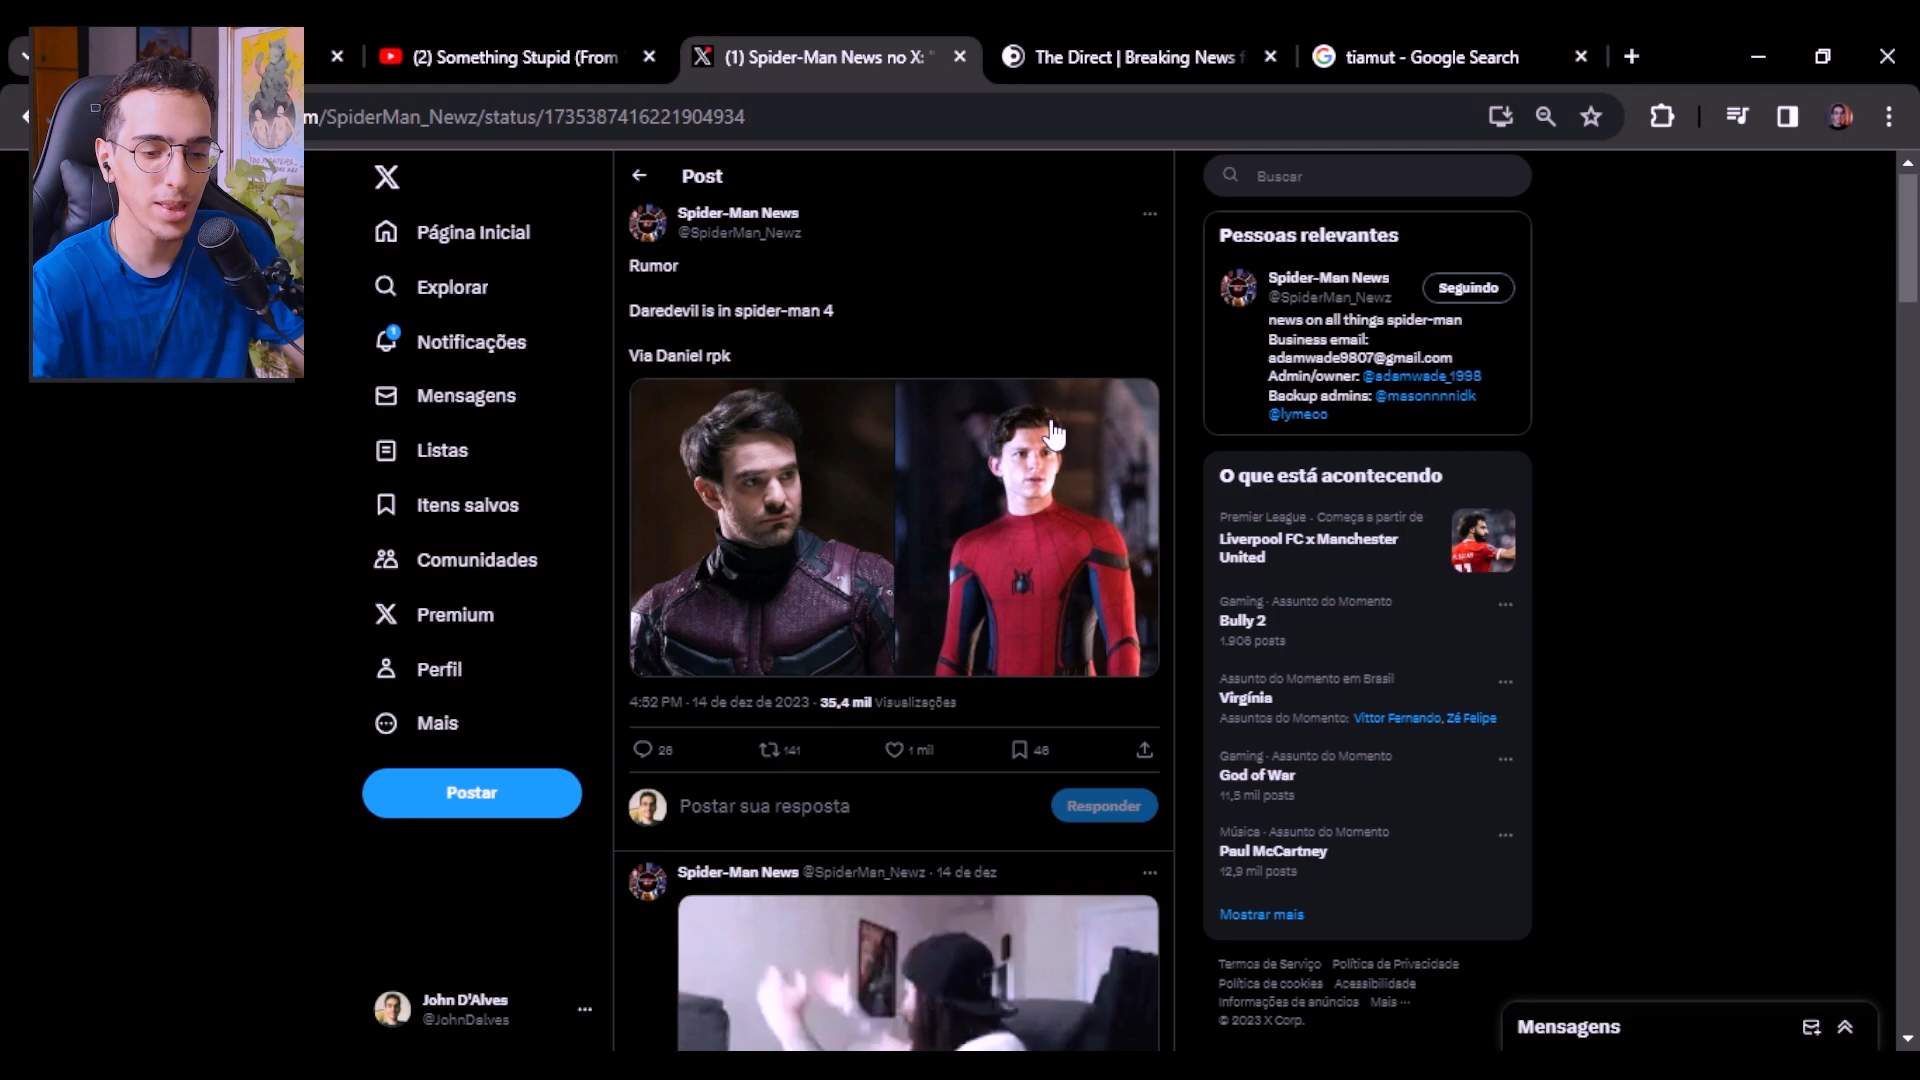 (2) Something Stupid (From
(1) Spider-Man News no X: "
The Direct | Breaking News f
tiamut - Google Search
m/SpiderMan_Newz/status/1735387416221904934
Página Inicial
Explorar
1
Notificações
Mensagens
Listas
Itens salvos
Comunidades
Premium
Perfil
Mais
Postar
John D'Alves
@JohnDalves
Post
Spider-Man News
@SpiderMan_Newz
Rumor
Daredevil is in spider-man 4
Via Daniel rpk
4:52 PM · 14 de dez de 2023 · 35,4 mil Visualizações
26
141
1 mil
46
Postar sua resposta
Responder
Spider-Man News @SpiderMan_Newz · 14 de dez
Buscar
Pessoas relevantes
Spider-Man News
@SpiderMan_Newz
Seguindo
news on all things spider-man
Business email:
adamwade9807@gmail.com
Admin/owner: @adamwade_1998
Backup admins: @masonnnnidk
@lymeoo
O que está acontecendo
Premier League · Começa a partir de
Liverpool FC x Manchester
United
Gaming · Assunto do Momento
Bully 2
1.906 posts
Assunto do Momento em Brasil
Virgínia
Assuntos do Momento: Vittor Fernando, Zé Felipe
Gaming · Assunto do Momento
God of War
11,5 mil posts
Música · Assunto do Momento
Paul McCartney
12,9 mil posts
Mostrar mais
Termos de Serviço Política de Privacidade
Política de cookies Acessibilidade
Informações de anúncios Mais ···
© 2023 X Corp.
Mensagens